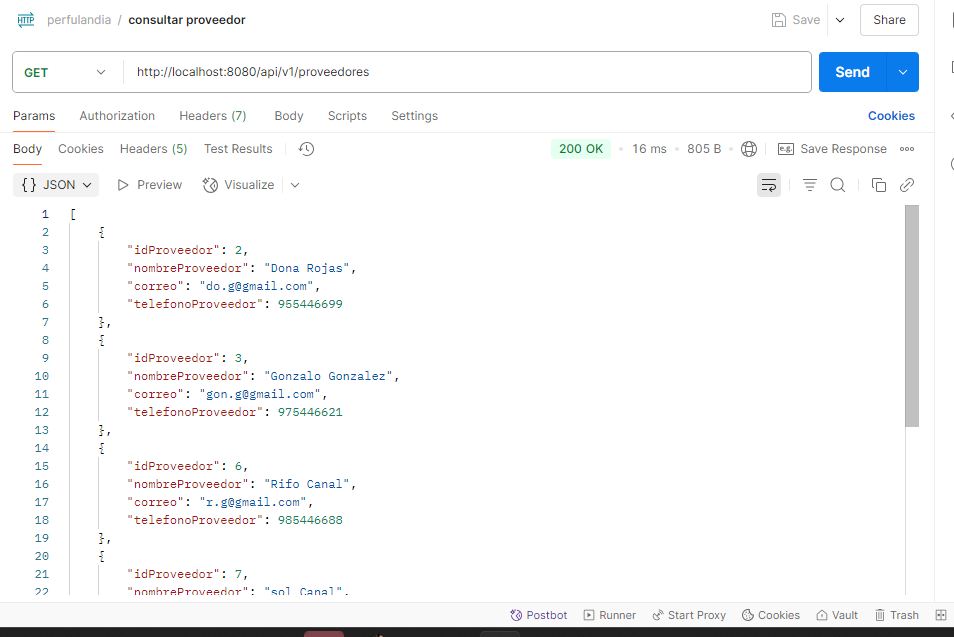 HTTP perfulandia / consultar proveedor Save Share
GET http://localhost:8080/api/v1/proveedores Send
Params Authorization Headers (7) Body Scripts Settings Cookies
Body Cookies Headers (5) Test Results 200 OK • 16 ms • 805 B • e.g. Save Response
{} JSON Preview Visualize
1 [
2 {
3 "idProveedor": 2,
4 "nombreProveedor": "Dona Rojas",
5 "correo": "do.g@gmail.com",
6 "telefonoProveedor": 955446699
7 },
8 {
9 "idProveedor": 3,
10 "nombreProveedor": "Gonzalo Gonzalez",
11 "correo": "gon.g@gmail.com",
12 "telefonoProveedor": 975446621
13 },
14 {
15 "idProveedor": 6,
16 "nombreProveedor": "Rifo Canal",
17 "correo": "r.g@gmail.com",
18 "telefonoProveedor": 985446688
19 },
20 {
21 "idProveedor": 7,
22 "nombreProveedor": "sol Canal",
Postbot Runner Start Proxy Cookies Vault Trash